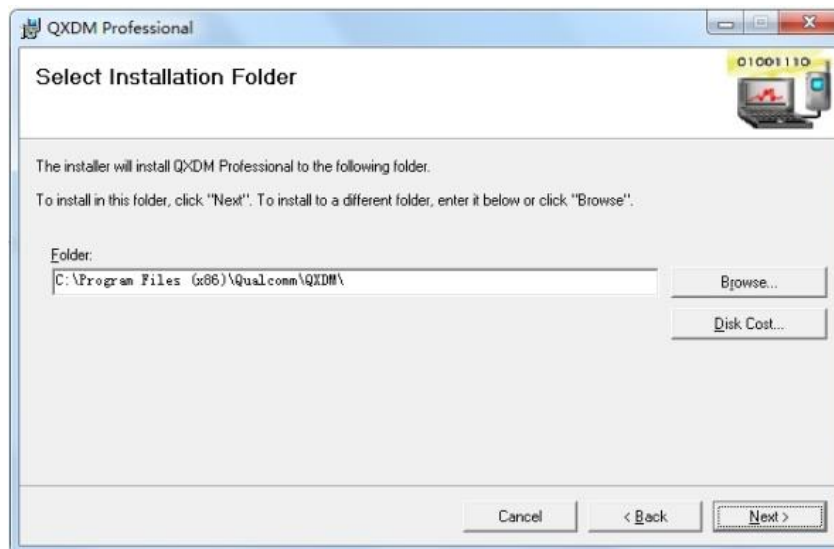 QXDM Professional
Select Installation Folder
01001110
The installer will install QXDM Professional to the following folder.
To install in this folder, click "Next". To install to a different folder, enter it below or click "Browse".
Folder:
C:\Program Files (x86)\Qualcomm\QXDM\
Browse...
Disk Cost...
Cancel
< Back
Next >